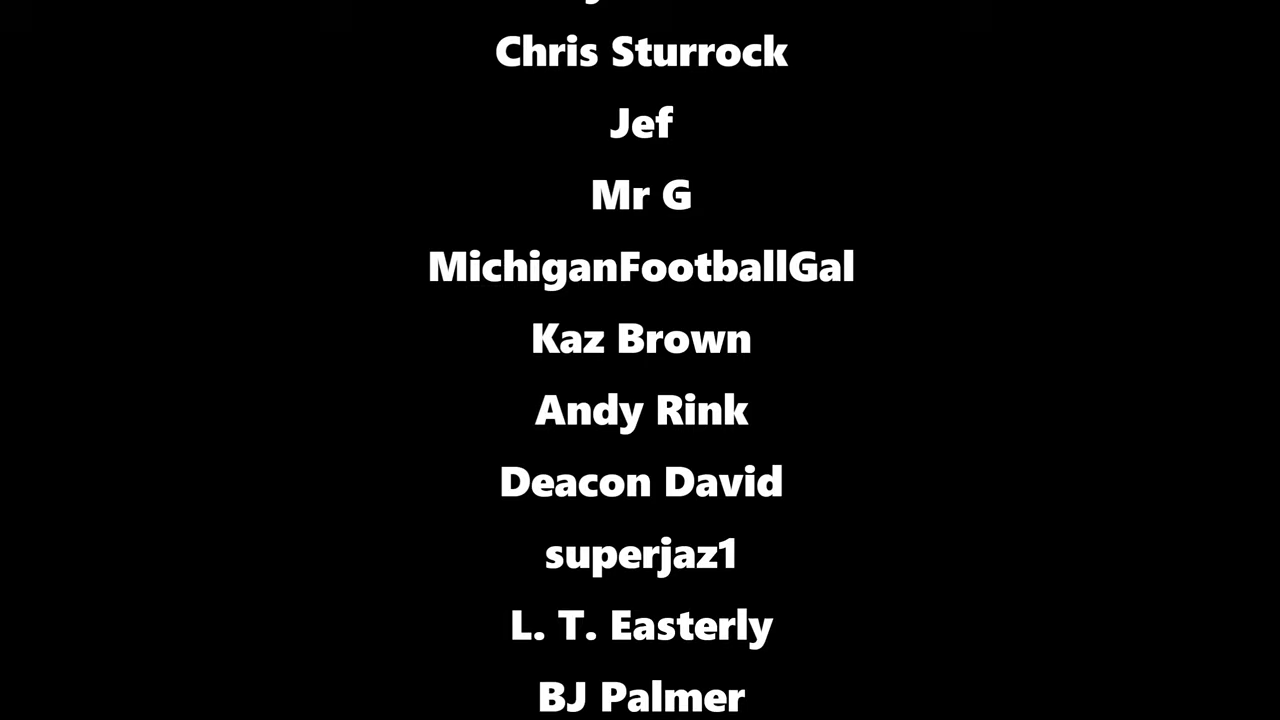 Chris Sturrock
Jef
Mr G
MichiganFootballGal
Kaz Brown
Andy Rink
Deacon David
superjaz1
L. T. Easterly
BJ Palmer